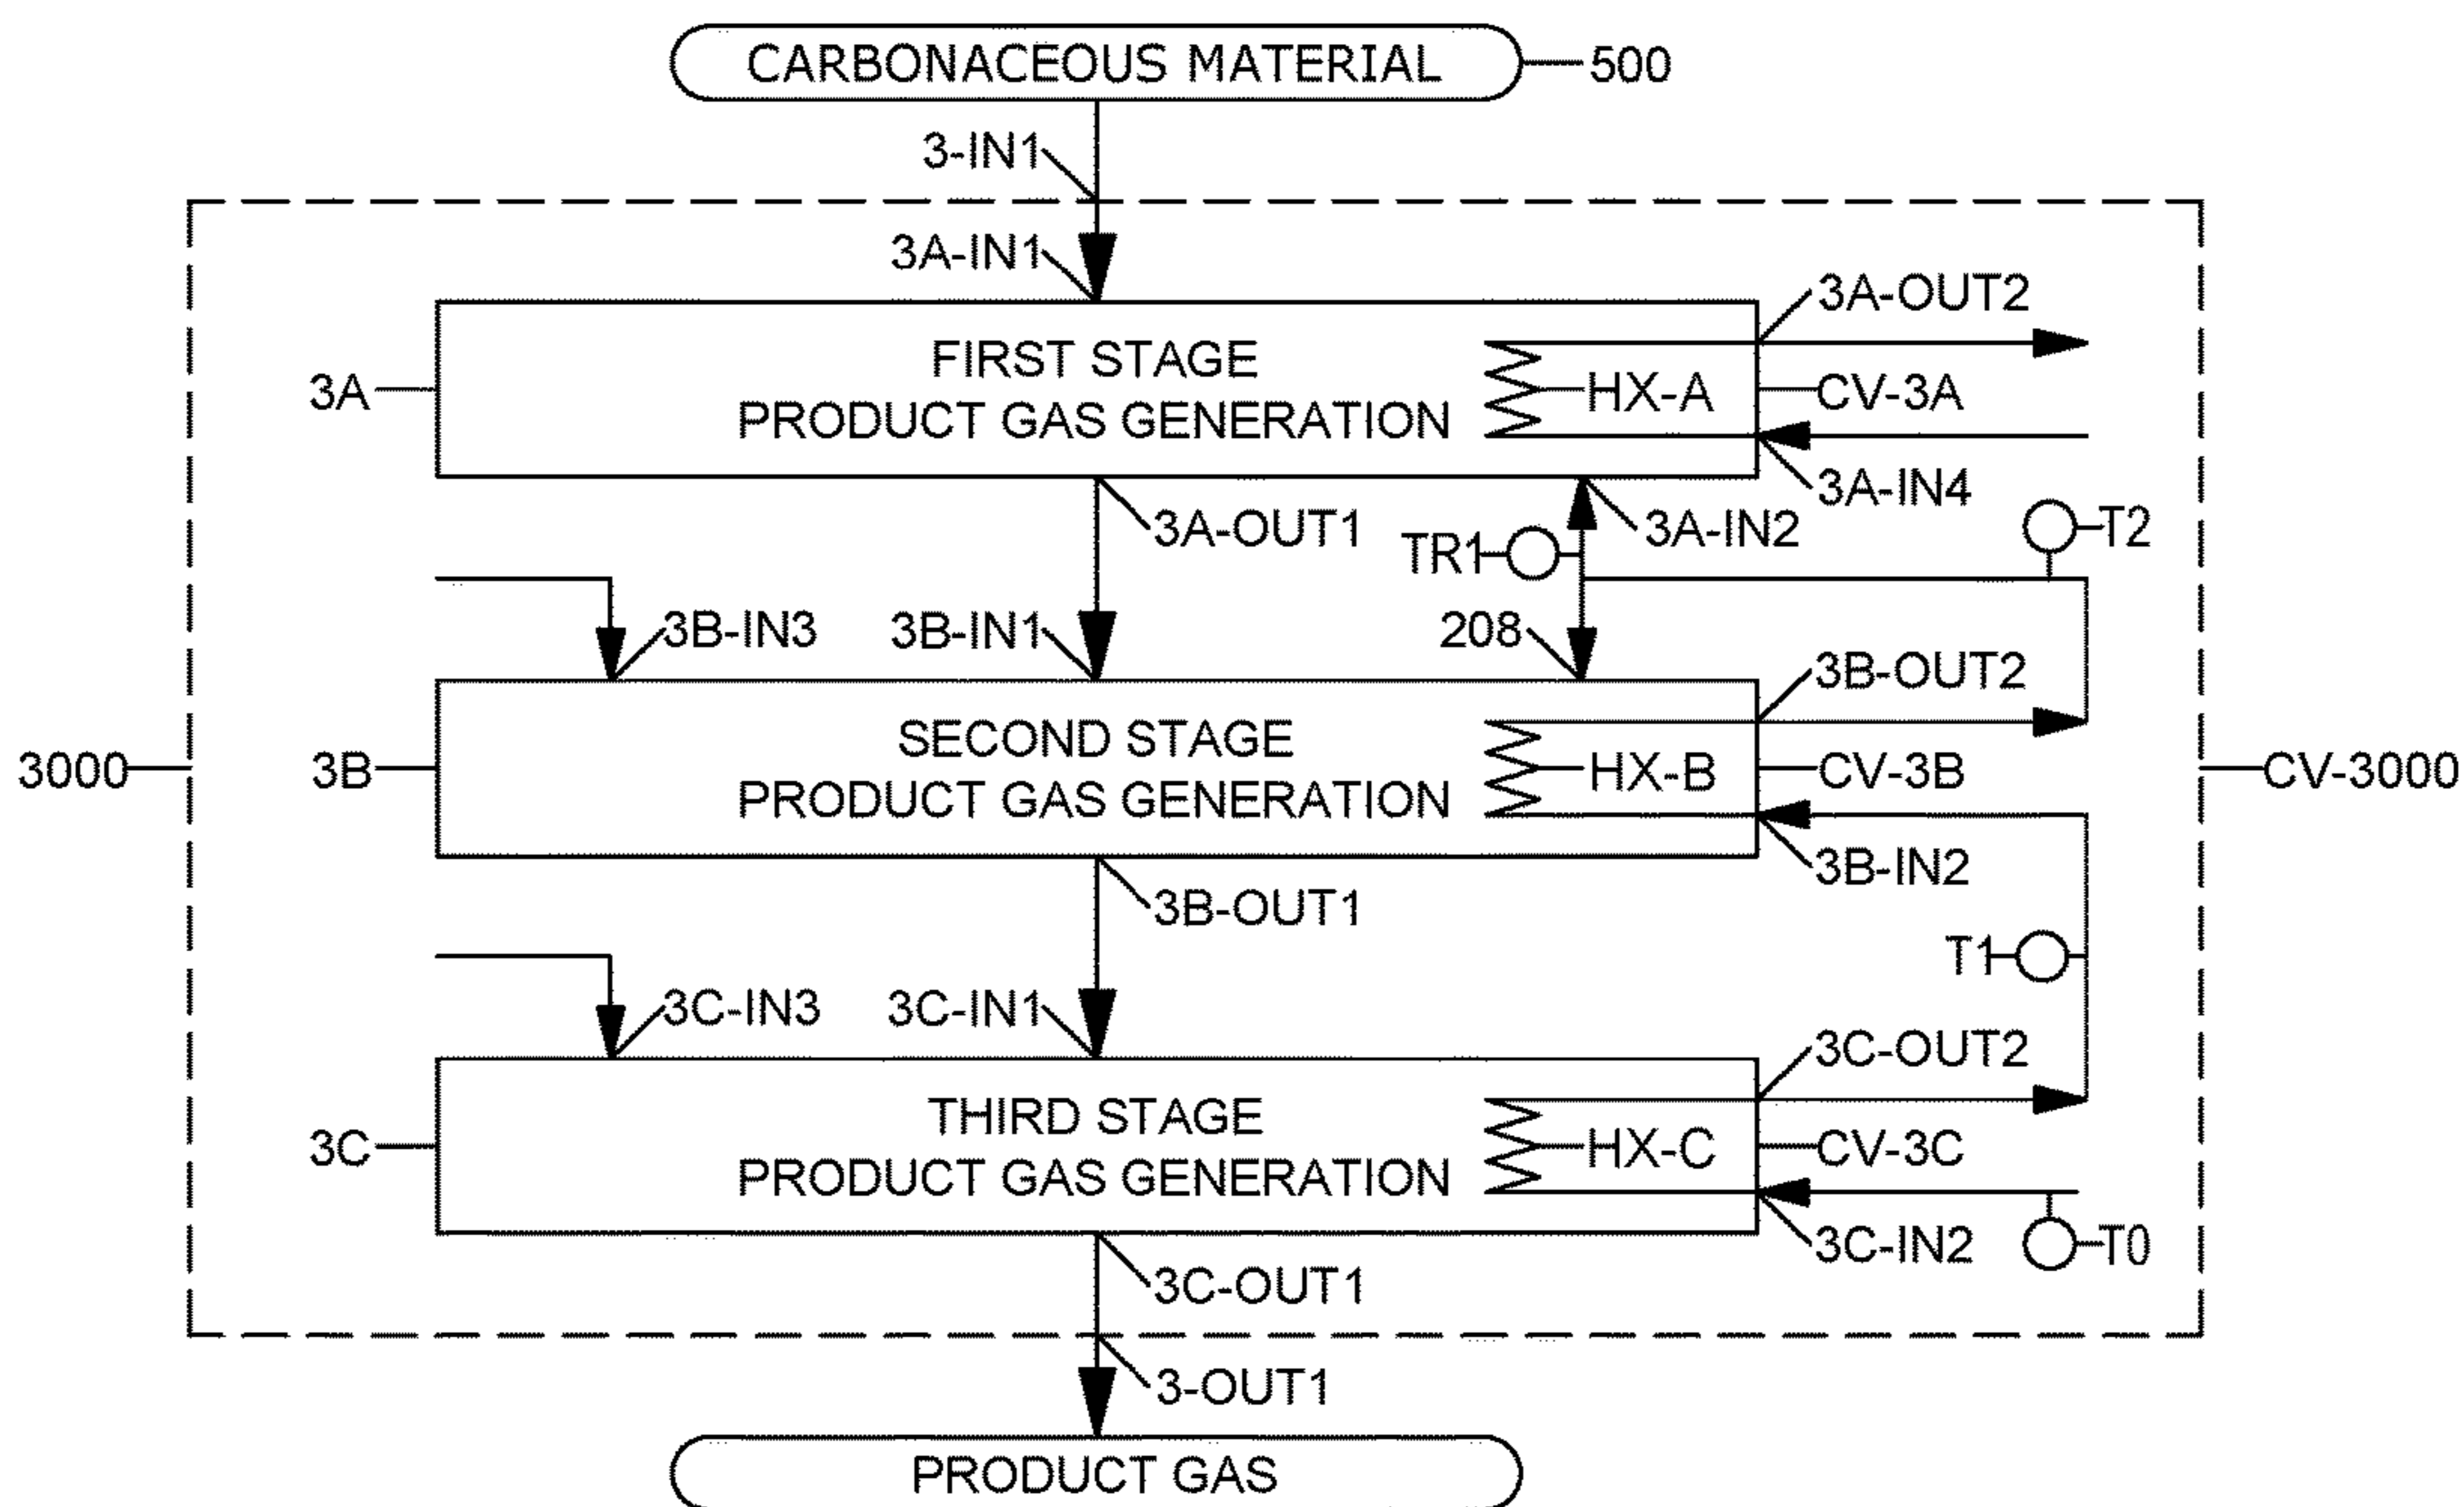 CARBONACEOUS MATERIAL
500
3-IN1
3A-IN1
3A-OUT2
FIRST STAGE
PRODUCT GAS GENERATION
3A
HX-A
CV-3A
3A-IN4
3A-OUT1
3A-IN2
TR1
T2
3B-IN3
3B-IN1
208
3B-OUT2
SECOND STAGE
PRODUCT GAS GENERATION
3000
3B
HX-B
CV-3B
CV-3000
3B-IN2
3B-OUT1
T1
3C-IN3
3C-IN1
3C-OUT2
THIRD STAGE
PRODUCT GAS GENERATION
3C
HX-C
CV-3C
3C-IN2
T0
3C-OUT1
3-OUT1
PRODUCT GAS